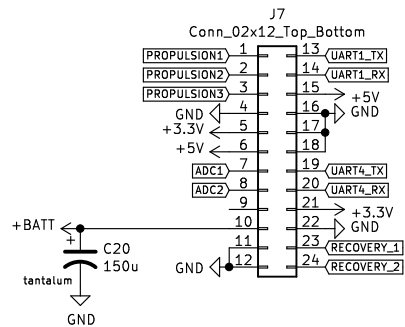 J7
Conn_02x12_Top_Bottom
PROPULSION1 1 13 UART1_TX
PROPULSION2 2 14 UART1_RX
PROPULSION3 3 15 +5V
GND 4 16 GND
+3.3V 5 17
+5V 6 18
ADC1 7 19 UART4_TX
ADC2 8 20 UART4_RX
9 21 +3.3V
+BATT 10 22 GND
+ C20 11 23 RECOVERY_1
150u GND 12 24 RECOVERY_2
tantalum
GND